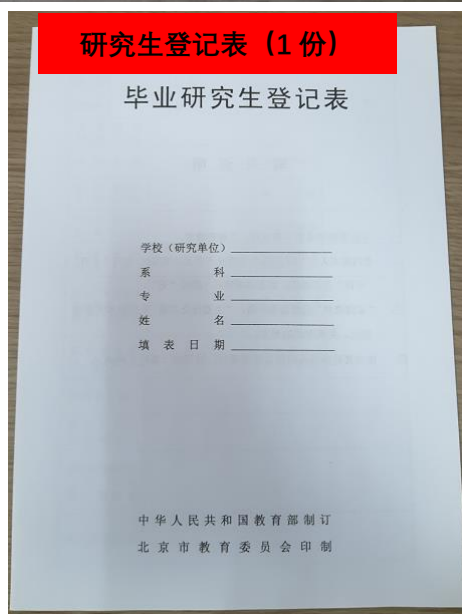 研究生登记表（1 份）
毕业研究生登记表
学校（研究单位）
系 科
专 业
姓 名
填 表 日 期
中华人民共和国教育部制订
北京市教育委员会印制